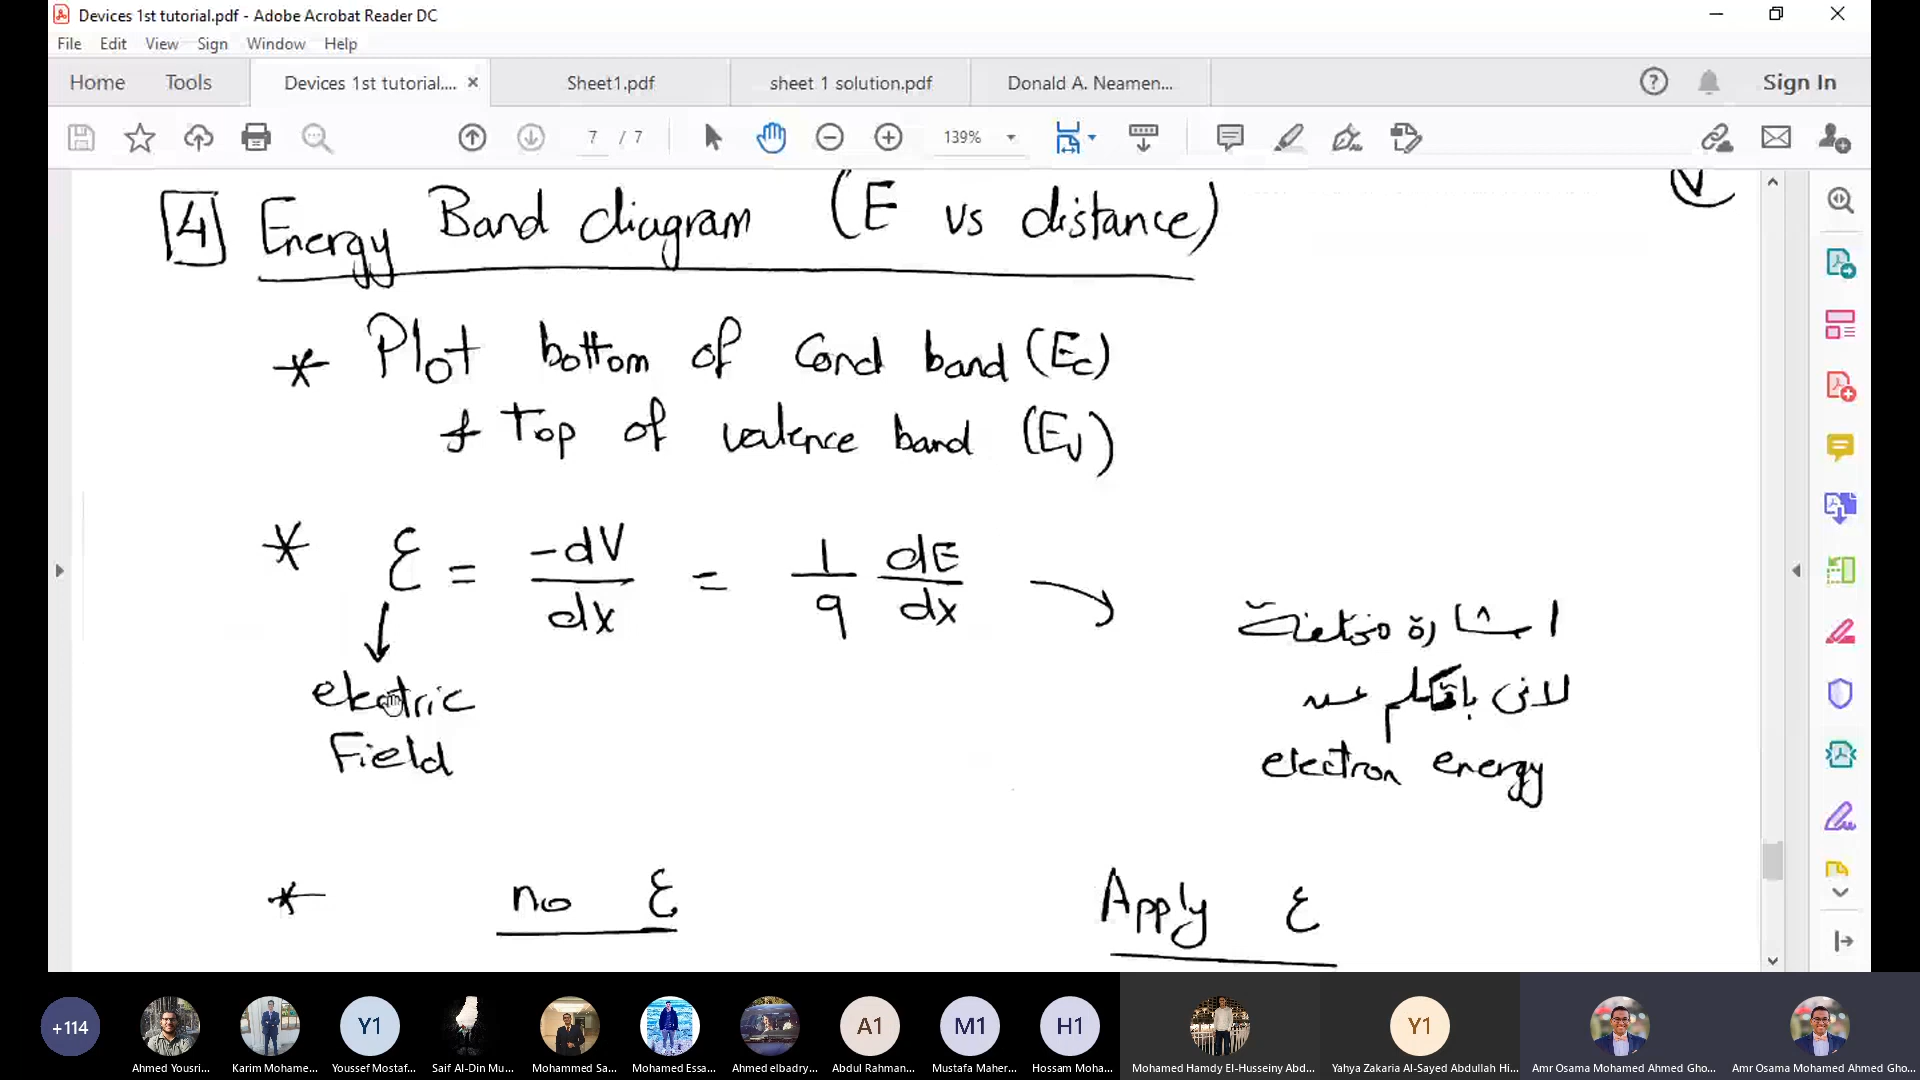 Devices 1st tutorial.pdf - Adobe Acrobat Reader DC
File Edit View Sign Window Help
Home Tools Devices 1st tutorial.... × Sheet1.pdf sheet 1 solution.pdf Donald A. Neamen... Sign In
7 / 7 139%
4 Energy Band diagram (E vs distance)
* Plot bottom of Cond band (Ec)
& Top of valence band (Ev)
* ℰ = -dV/dx = 1/q dE/dx →
اشارة مختلفة
electric
لانى باتكلم عن
Field
electron energy
* no ℰ Apply ℰ
+114
Ahmed Yousri... Karim Mohame... Youssef Mostaf... Saif Al-Din Mu... Mohammed Sa... Mohamed Essa... Ahmed elbadry... Abdul Rahman... Mustafa Maher... Hossam Moha... Mohamed Hamdy El-Husseiny Abd... Yahya Zakaria Al-Sayed Abdullah Hi... Amr Osama Mohamed Ahmed Gho... Amr Osama Mohamed Ahmed Gho...
Y1 A1 M1 H1 Y1